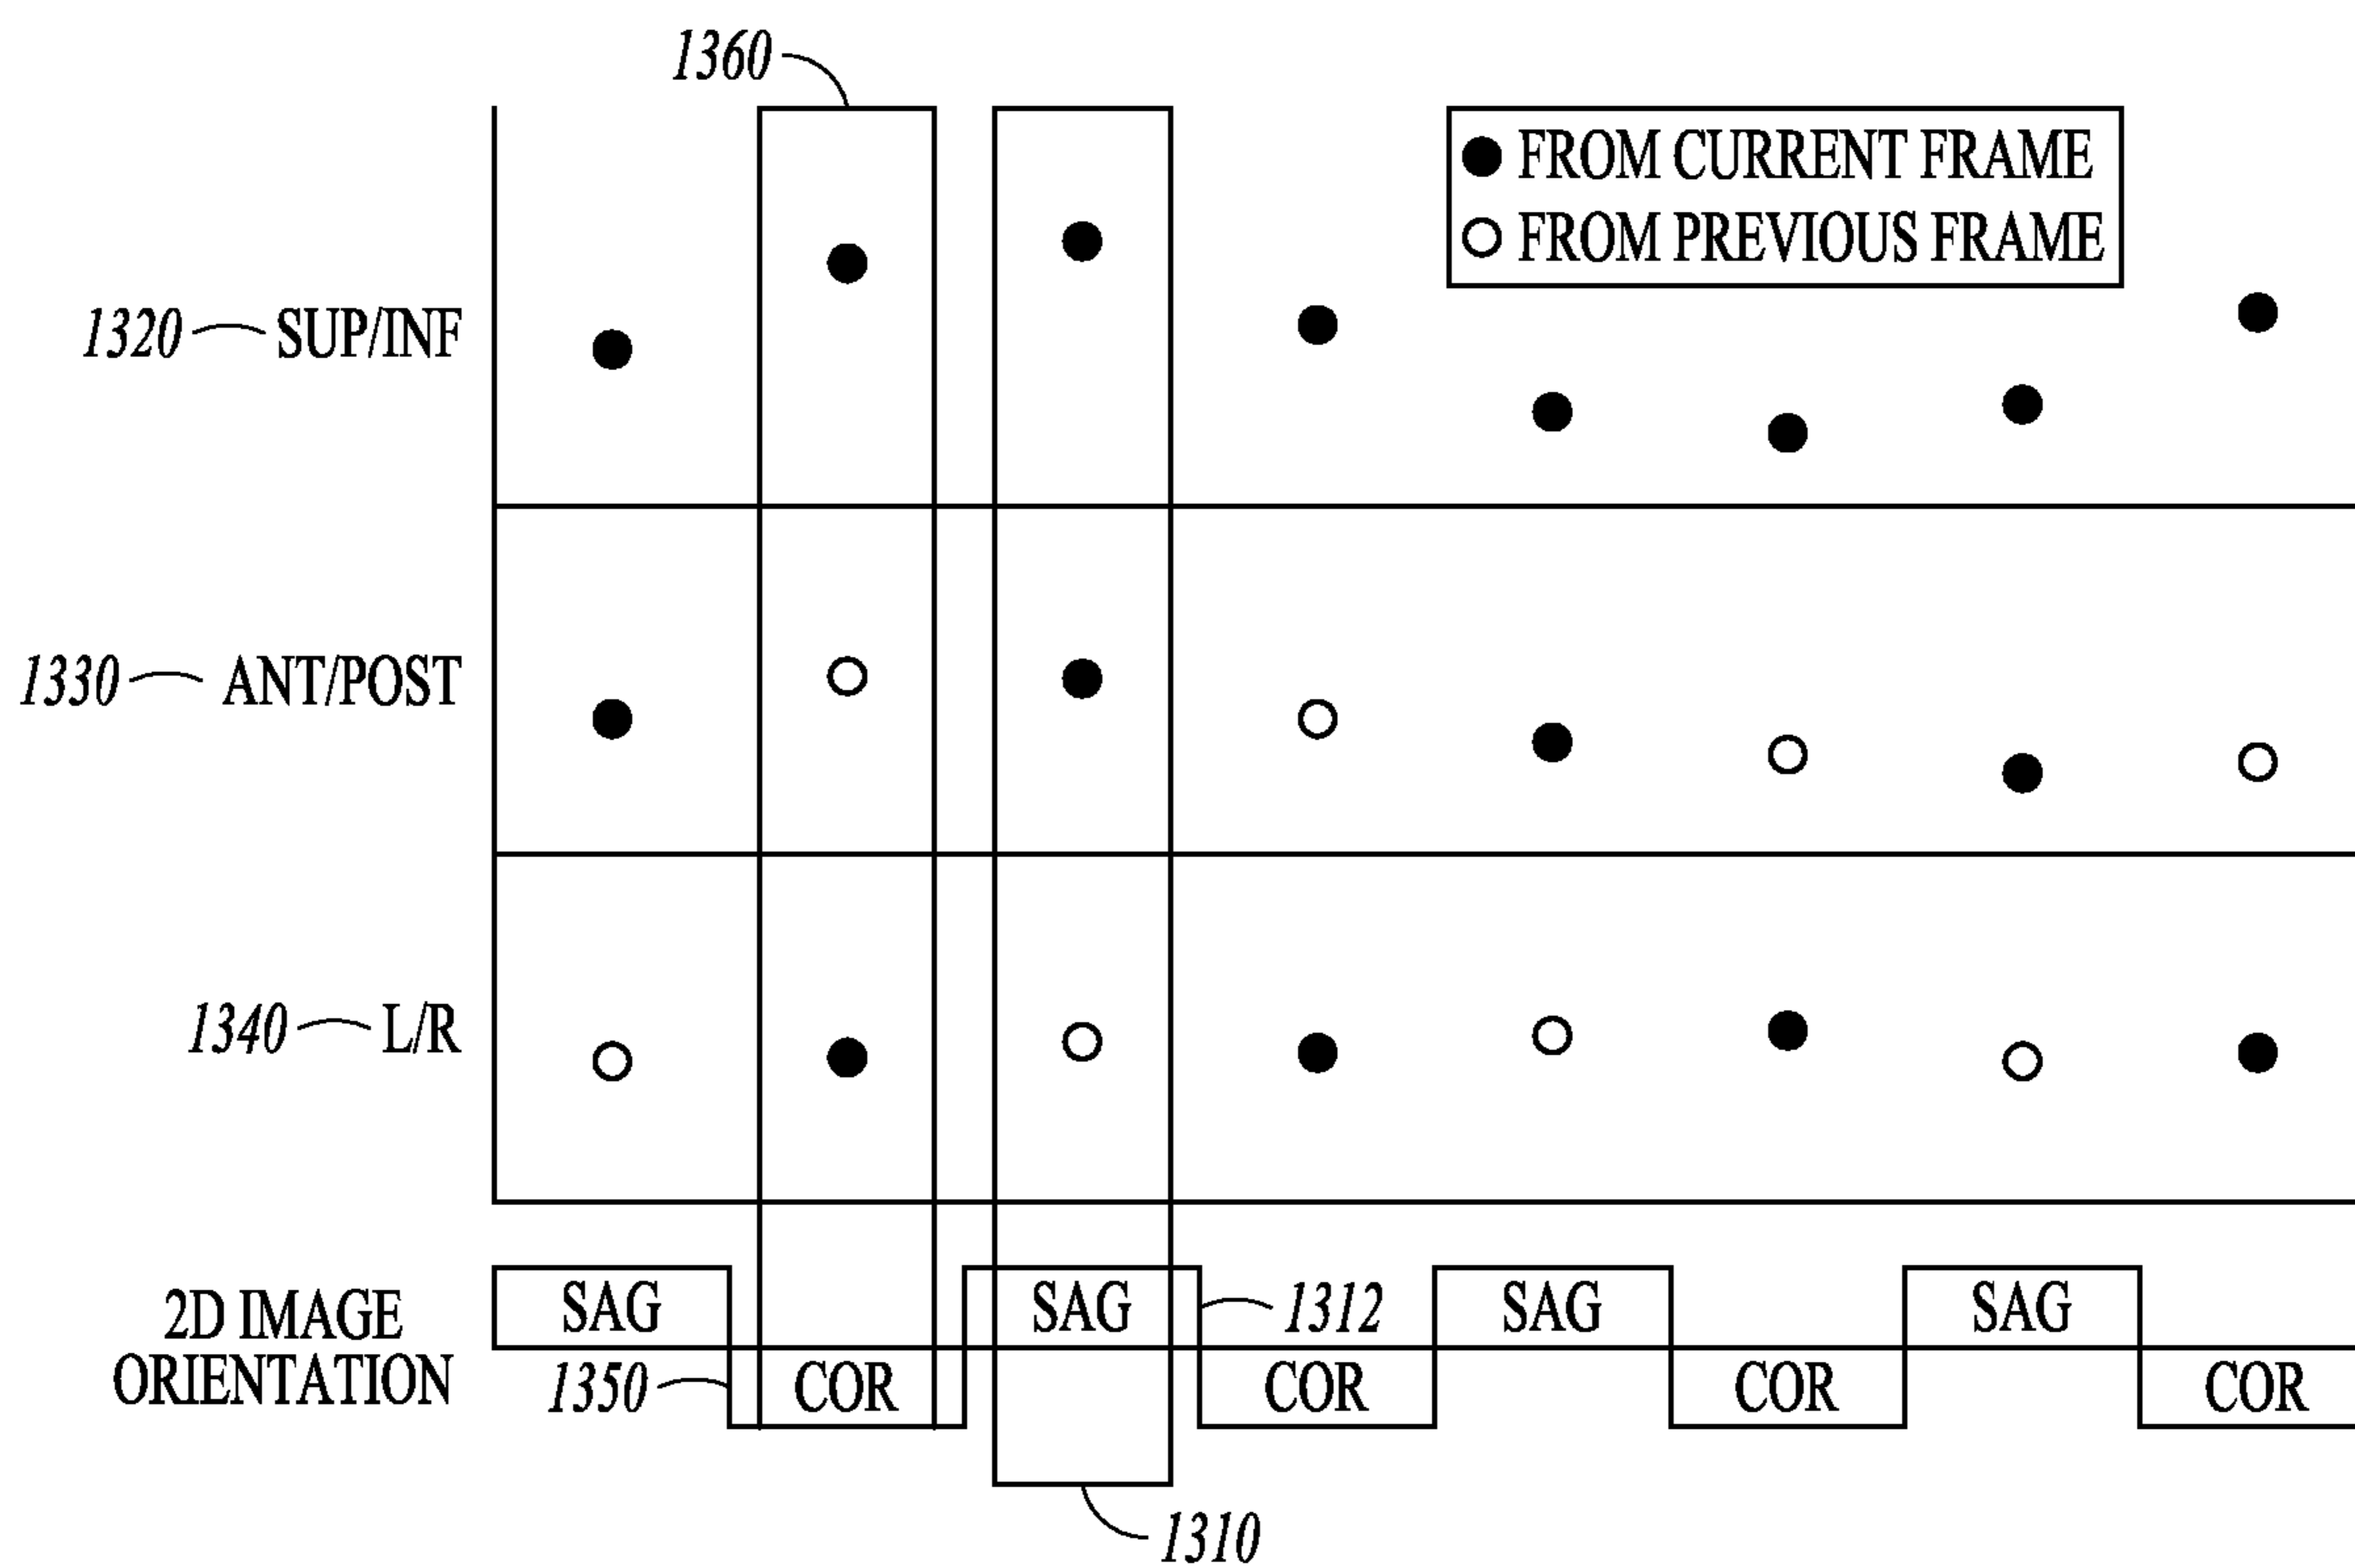 1360
FROM CURRENT FRAME
FROM PREVIOUS FRAME
1320 SUP/INF
1330 ANT/POST
1340 L/R
2D IMAGE
ORIENTATION
SAG SAG 1312 SAG SAG
1350 COR COR COR COR
1310